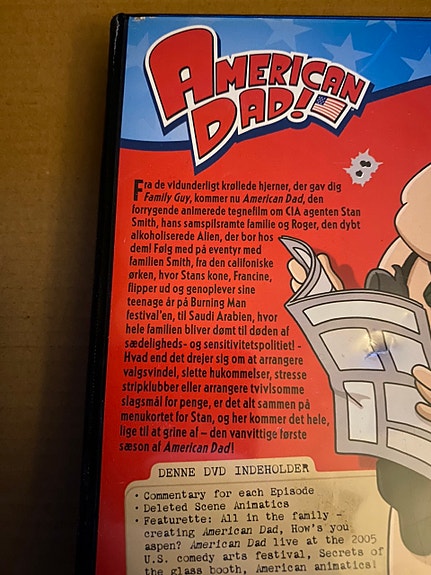 AMERICAN
DAD!
Fra de vidunderligt krøllede hjerner, der gav dig
Family Guy, kommer nu American Dad, den
forrygende animerede tegnefilm om CIA agenten Stan
Smith, hans samspilsramte familie og Roger, den dybt
alkoholiserede Alien, der bor hos
dem! Følg med på eventyr med
familien Smith, fra den califoniske
ørken, hvor Stans kone, Francine,
flipper ud og genoplever sine
teenage år på Burning Man
festival'en, til Saudi Arabien, hvor
hele familien bliver dømt til døden af
sædeligheds- og sensitivitetspolitiet! -
Hvad end det drejer sig om at arrangere
valgsvindel, slette hukommelser, stresse
stripklubber eller arrangere tvivlsomme
slagsmål for penge, er det alt sammen på
menukortet for Stan, og her kommer det hele,
lige til at grine af – den vanvittige første
sæson af American Dad!
DENNE DVD INDEHOLDER
· Commentary for each Episode
· Deleted Scene Animatics
· Featurette: All in the family -
creating American Dad, How's you
aspen? American Dad live at the 2005
U.S. comedy arts festival, Secrets of
the glass booth, American animatics!